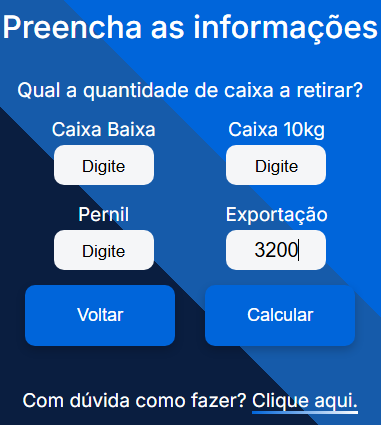 Preencha as informações
Qual a quantidade de caixa a retirar?
Caixa Baixa Caixa 10kg
Digite Digite
Pernil Exportação
Digite 3200
Voltar Calcular
Com dúvida como fazer? Clique aqui.